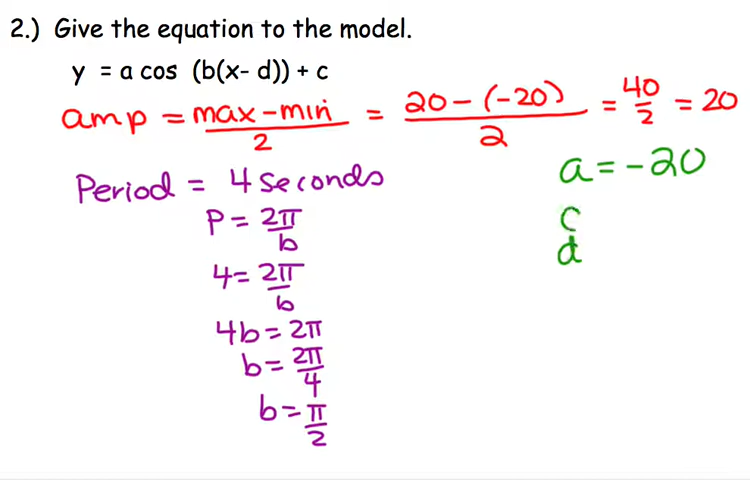 2.) Give the equation to the model.
y = a cos (b(x- d)) + c
amp = max-min/2 = 20-(-20)/2 = 40/2 = 20
a = -20
Period = 4 seconds
P = 2π/b
c
d
4 = 2π/b
4b = 2π
b = 2π/4
b = π/2